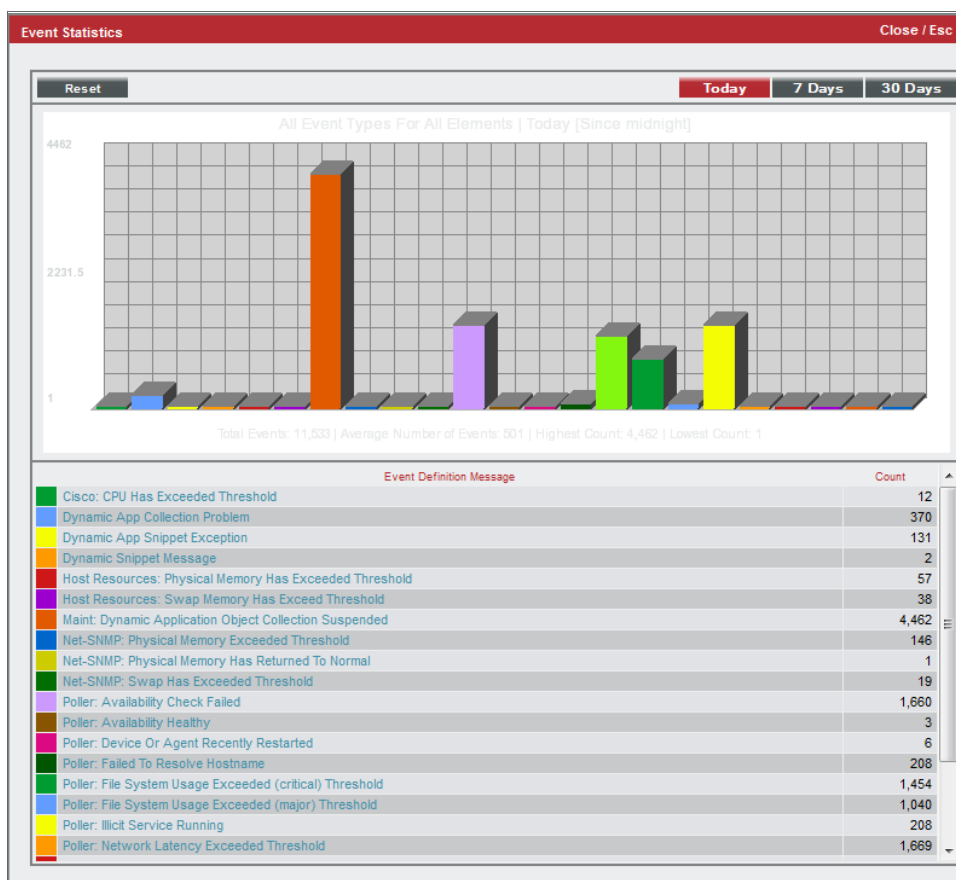 Event Statistics Close / Esc
Reset Today 7 Days 30 Days
All Event Types For All Elements | Today [Since midnight]
4462
2231.5
1
Total Events: 11,533 | Average Number of Events: 501 | Highest Count: 4,462 | Lowest Count: 1
Event Definition Message Count
Cisco: CPU Has Exceeded Threshold 12
Dynamic App Collection Problem 370
Dynamic App Snippet Exception 131
Dynamic Snippet Message 2
Host Resources: Physical Memory Has Exceeded Threshold 57
Host Resources: Swap Memory Has Exceed Threshold 38
Maint: Dynamic Application Object Collection Suspended 4,462
Net-SNMP: Physical Memory Exceeded Threshold 146
Net-SNMP: Physical Memory Has Returned To Normal 1
Net-SNMP: Swap Has Exceeded Threshold 19
Poller: Availability Check Failed 1,660
Poller: Availability Healthy 3
Poller: Device Or Agent Recently Restarted 6
Poller: Failed To Resolve Hostname 208
Poller: File System Usage Exceeded (critical) Threshold 1,454
Poller: File System Usage Exceeded (major) Threshold 1,040
Poller: Illicit Service Running 208
Poller: Network Latency Exceeded Threshold 1,669